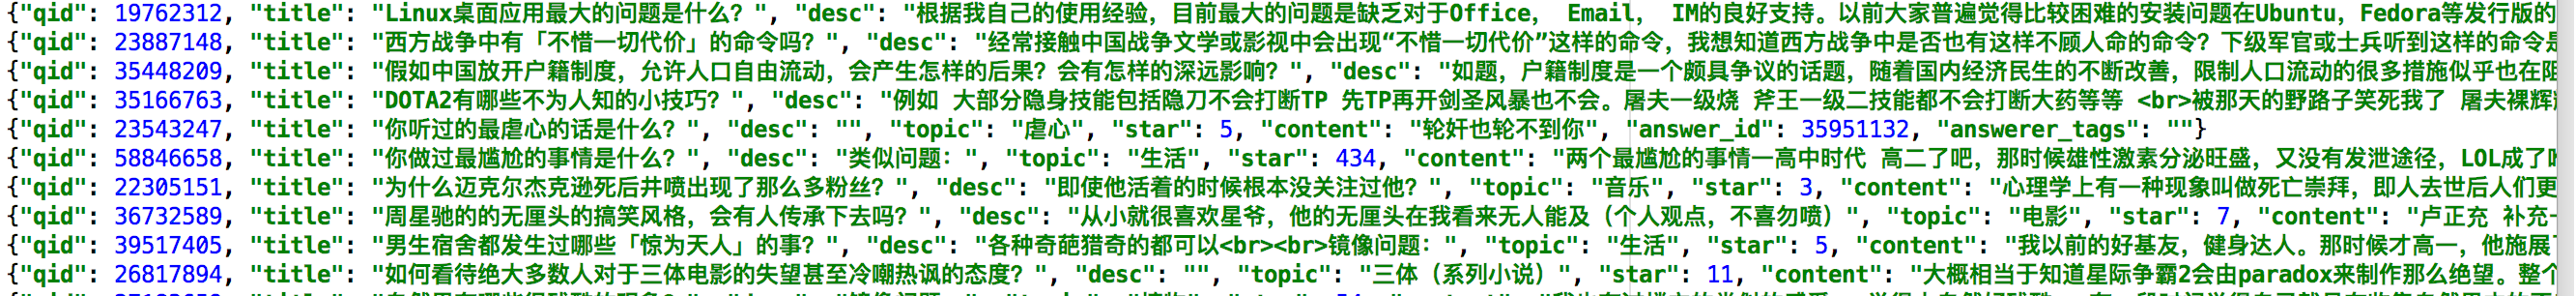 {"qid": 19762312, "title": "Linux桌面应用最大的问题是什么? ", "desc": "根据我自己的使用经验, 目前最大的问题是缺乏对于Office, Email, IM的良好支持。以前大家普遍觉得比较困难的安装问题在Ubuntu, Fedora等发行版的
{"qid": 23887148, "title": "西方战争中有「不惜一切代价」的命令吗? ", "desc": "经常接触中国战争文学或影视中会出现“不惜一切代价”这样的命令, 我想知道西方战争中是否也有这样不顾人命的命令? 下级军官或士兵听到这样的命令是
{"qid": 35448209, "title": "假如中国放开户籍制度, 允许人口自由流动, 会产生怎样的后果? 会有怎样的深远影响? ", "desc": "如题, 户籍制度是一个颇具争议的话题, 随着国内经济民生的不断改善, 限制人口流动的很多措施似乎也在阻
{"qid": 35166763, "title": "DOTA2有哪些不为人知的小技巧? ", "desc": "例如 大部分隐身技能包括隐刀不会打断TP 先TP再开剑圣风暴也不会。屠夫一级烧 斧王一级二技能都不会打断大药等等 <br>被那天的野路子笑死我了 屠夫裸辉
{"qid": 23543247, "title": "你听过的最虐心的话是什么? ", "desc": "", "topic": "虐心", "star": 5, "content": "轮奸也轮不到你", "answer_id": 35951132, "answerer_tags": ""}
{"qid": 58846658, "title": "你做过最尴尬的事情是什么? ", "desc": "类似问题: ", "topic": "生活", "star": 434, "content": "两个最尴尬的事情一高中时代 高二了吧, 那时候雄性激素分泌旺盛, 又没有发泄途径, LOL成了
{"qid": 22305151, "title": "为什么迈克尔杰克逊死后井喷出现了那么多粉丝? ", "desc": "即使他活着的时候根本没关注过他? ", "topic": "音乐", "star": 3, "content": "心理学上有一种现象叫做死亡崇拜, 即人去世后人们更
{"qid": 36732589, "title": "周星驰的的无厘头的搞笑风格, 会有人传承下去吗? ", "desc": "从小就很喜欢星爷, 他的无厘头在我看来无人能及（个人观点, 不喜勿喷）", "topic": "电影", "star": 7, "content": "卢正充 补充一
{"qid": 39517405, "title": "男生宿舍都发生过哪些「惊为天人」的事? ", "desc": "各种奇葩猎奇的都可以<br><br>镜像问题: ", "topic": "生活", "star": 5, "content": "我以前的好基友, 健身达人。那时候才高一, 他施展
{"qid": 26817894, "title": "如何看待绝大多数人对于三体电影的失望甚至冷嘲热讽的态度? ", "desc": "", "topic": "三体（系列小说）", "star": 11, "content": "大概相当于知道星际争霸2会由paradox来制作那么绝望。整个